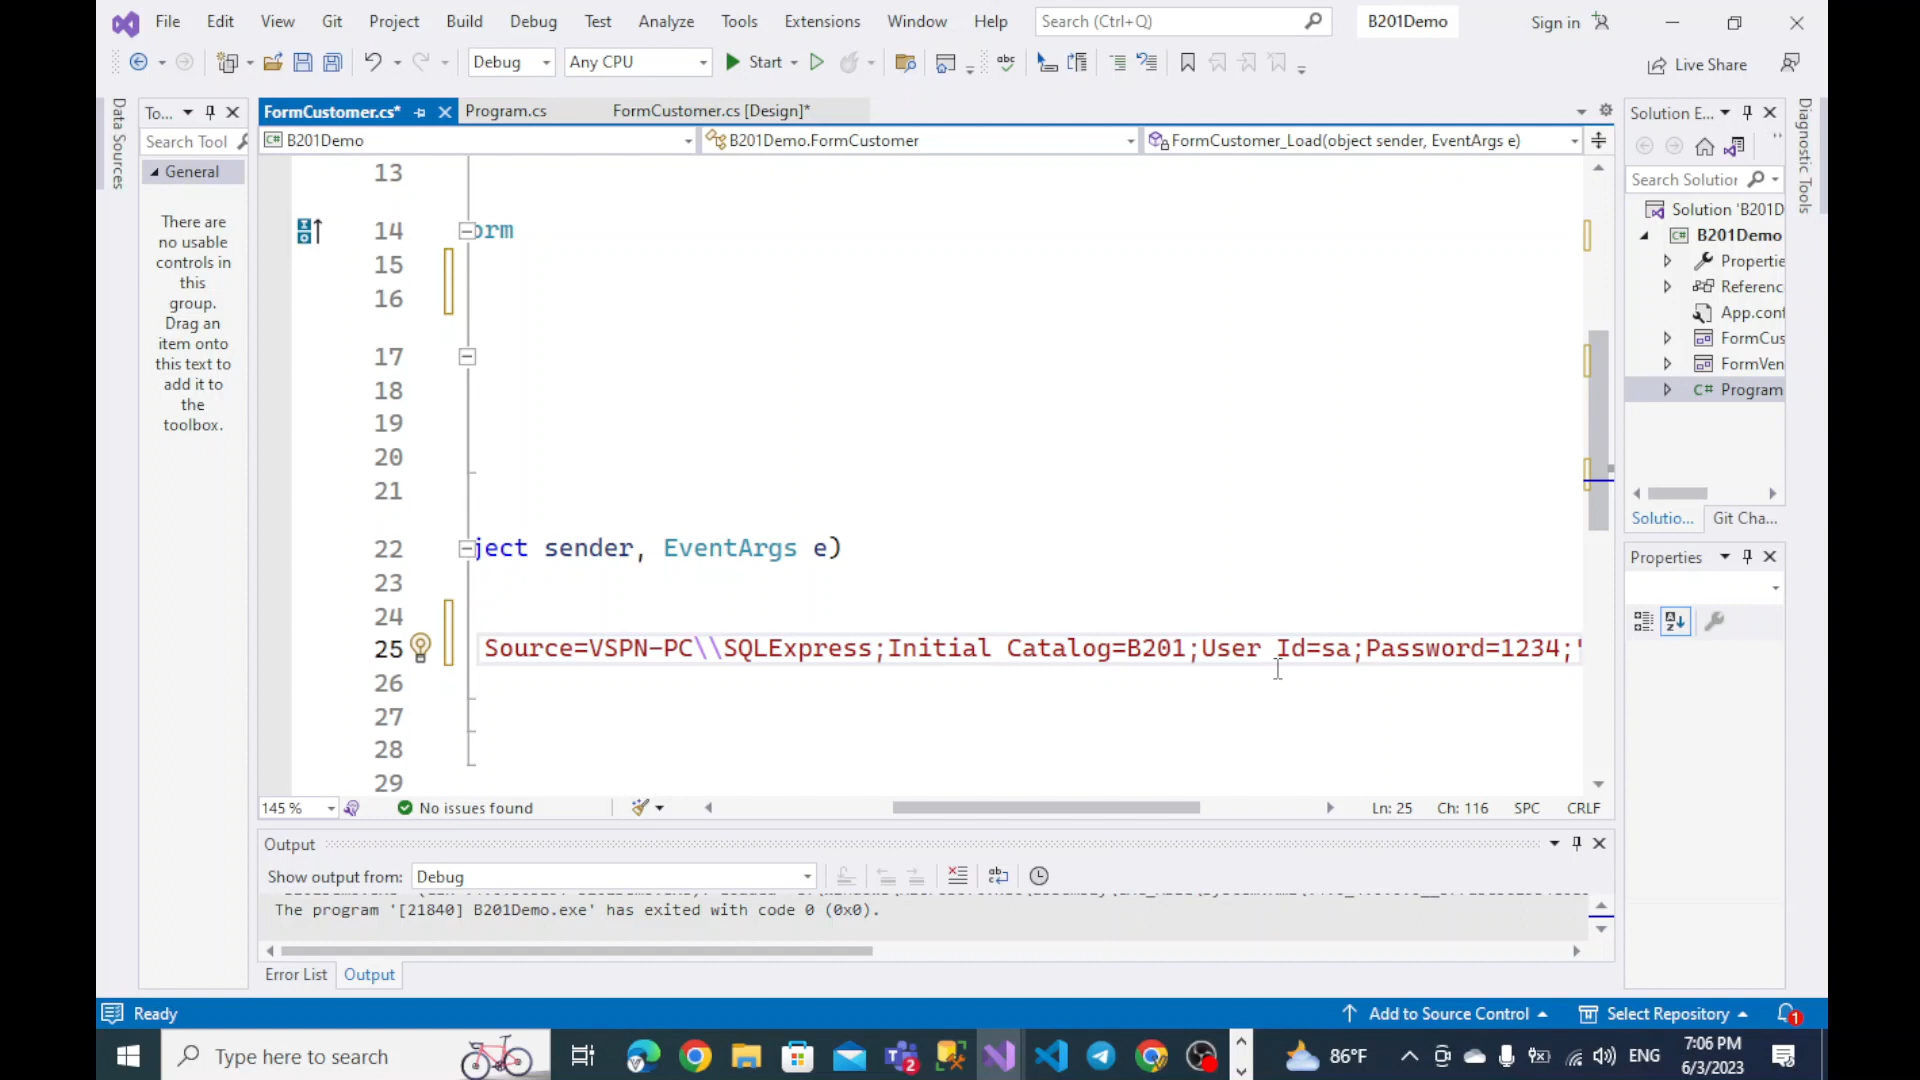 File Edit View Git Project Build Debug Test Analyze Tools Extensions Window Help Search (Ctrl+Q) B201Demo Sign in
Debug Any CPU Start Live Share
Data Sources
To...
Search Tool
General
There are
no usable
controls in
this
group.
Drag an
item onto
this text to
add it to
the
toolbox.
FormCustomer.cs* Program.cs FormCustomer.cs [Design]*
C# B201Demo B201Demo.FormCustomer FormCustomer_Load(object sender, EventArgs e)
13
14 orm
15
16
17
18
19
20
21
22 ject sender, EventArgs e)
23
24
25 Source=VSPN-PC\\SQLExpress;Initial Catalog=B201;User Id=sa;Password=1234;"
26
27
28
29
145 % No issues found Ln: 25 Ch: 116 SPC CRLF
Output
Show output from: Debug
The program '[21840] B201Demo.exe' has exited with code 0 (0x0).
Error List Output
Solution E...
Search Solution
Solution 'B201D
C# B201Demo
Propertie
Referenc
App.conf
FormCus
FormVen
C# Program
Solutio... Git Cha...
Properties
Diagnostic Tools
Ready Add to Source Control Select Repository 1
Type here to search 2 86°F ENG 7:06 PM
6/3/2023